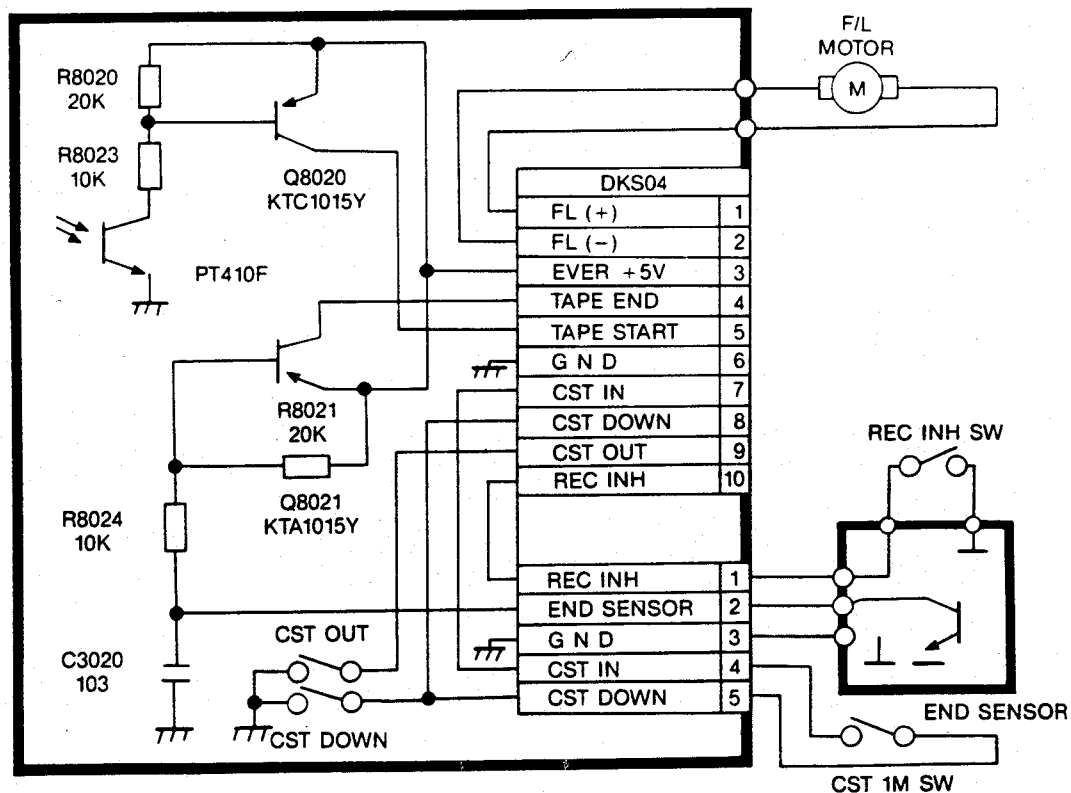 F/L
MOTOR
M
R8020
20K
R8023
10K
Q8020
KTC1015Y
PT410F
DKS04
FL (+) 1
FL (−) 2
EVER +5V 3
TAPE END 4
TAPE START 5
G N D 6
CST IN 7
CST DOWN 8
CST OUT 9
REC INH 10
R8021
20K
Q8021
KTA1015Y
R8024
10K
REC INH SW
REC INH 1
END SENSOR 2
G N D 3
CST IN 4
CST DOWN 5
CST OUT
C3020
103
CST DOWN
END SENSOR
CST 1M SW